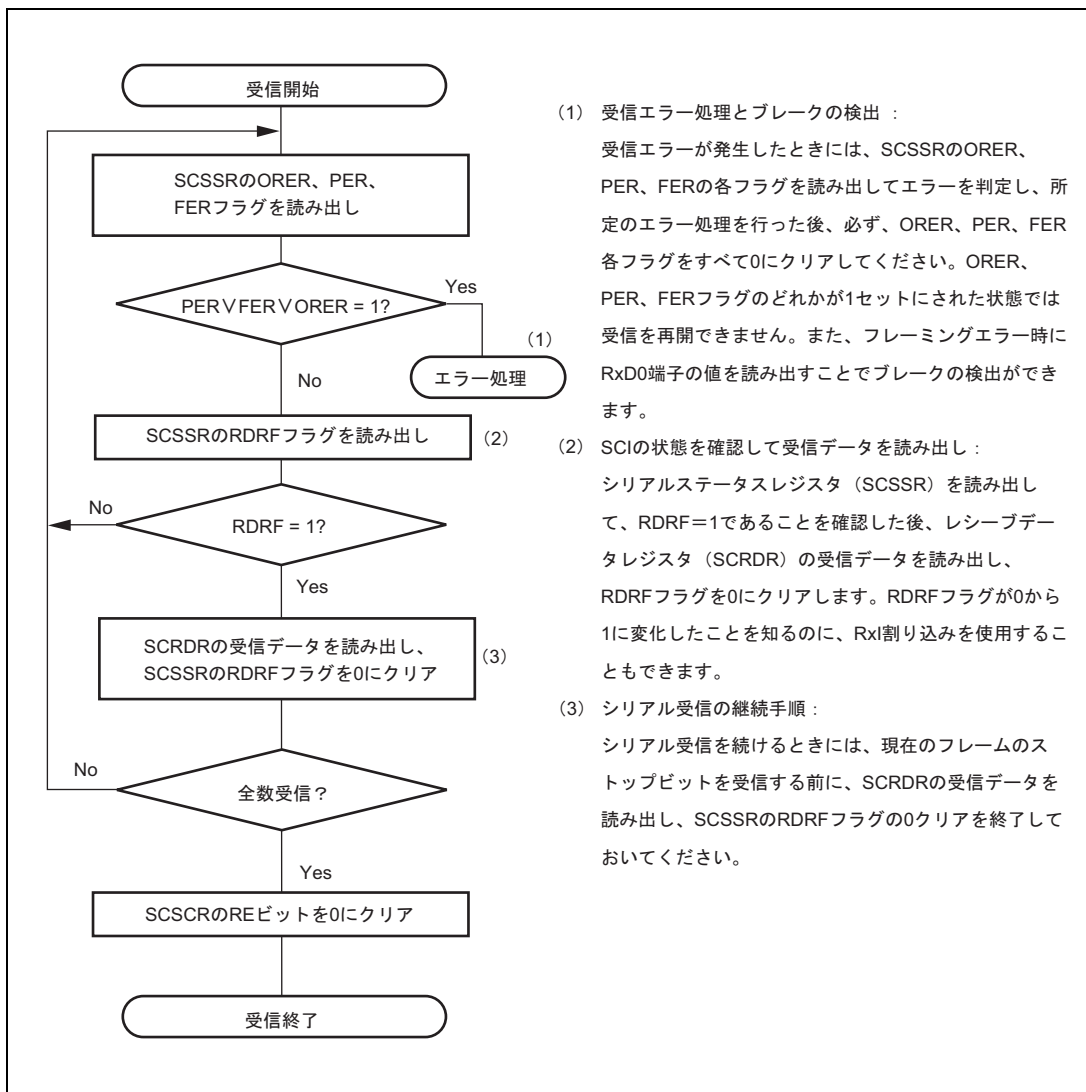 受信開始
SCSSRのORER、PER、
FERフラグを読み出し
PER∨FER∨ORER = 1?
Yes
(1)
エラー処理
No
SCSSRのRDRFフラグを読み出し
(2)
No
RDRF = 1?
Yes
SCRDRの受信データを読み出し、
SCSSRのRDRFフラグを0にクリア
(3)
No
全数受信？
Yes
SCSCRのREビットを0にクリア
受信終了
(1) 受信エラー処理とブレークの検出 ：
受信エラーが発生したときには、SCSSRのORER、
PER、FERの各フラグを読み出してエラーを判定し、所
定のエラー処理を行った後、必ず、ORER、PER、FER
各フラグをすべて0にクリアしてください。ORER、
PER、FERフラグのどれかが1セットにされた状態では
受信を再開できません。また、フレーミングエラー時に
RxD0端子の値を読み出すことでブレークの検出ができ
ます。
(2) SCIの状態を確認して受信データを読み出し：
シリアルステータスレジスタ（SCSSR）を読み出し
て、RDRF＝1であることを確認した後、レシーブデー
タレジスタ（SCRDR）の受信データを読み出し、
RDRFフラグを0にクリアします。RDRFフラグが0から
1に変化したことを知るのに、RxI割り込みを使用するこ
ともできます。
(3) シリアル受信の継続手順：
シリアル受信を続けるときには、現在のフレームのス
トップビットを受信する前に、SCRDRの受信データを
読み出し、SCSSRのRDRFフラグの0クリアを終了して
おいてください。